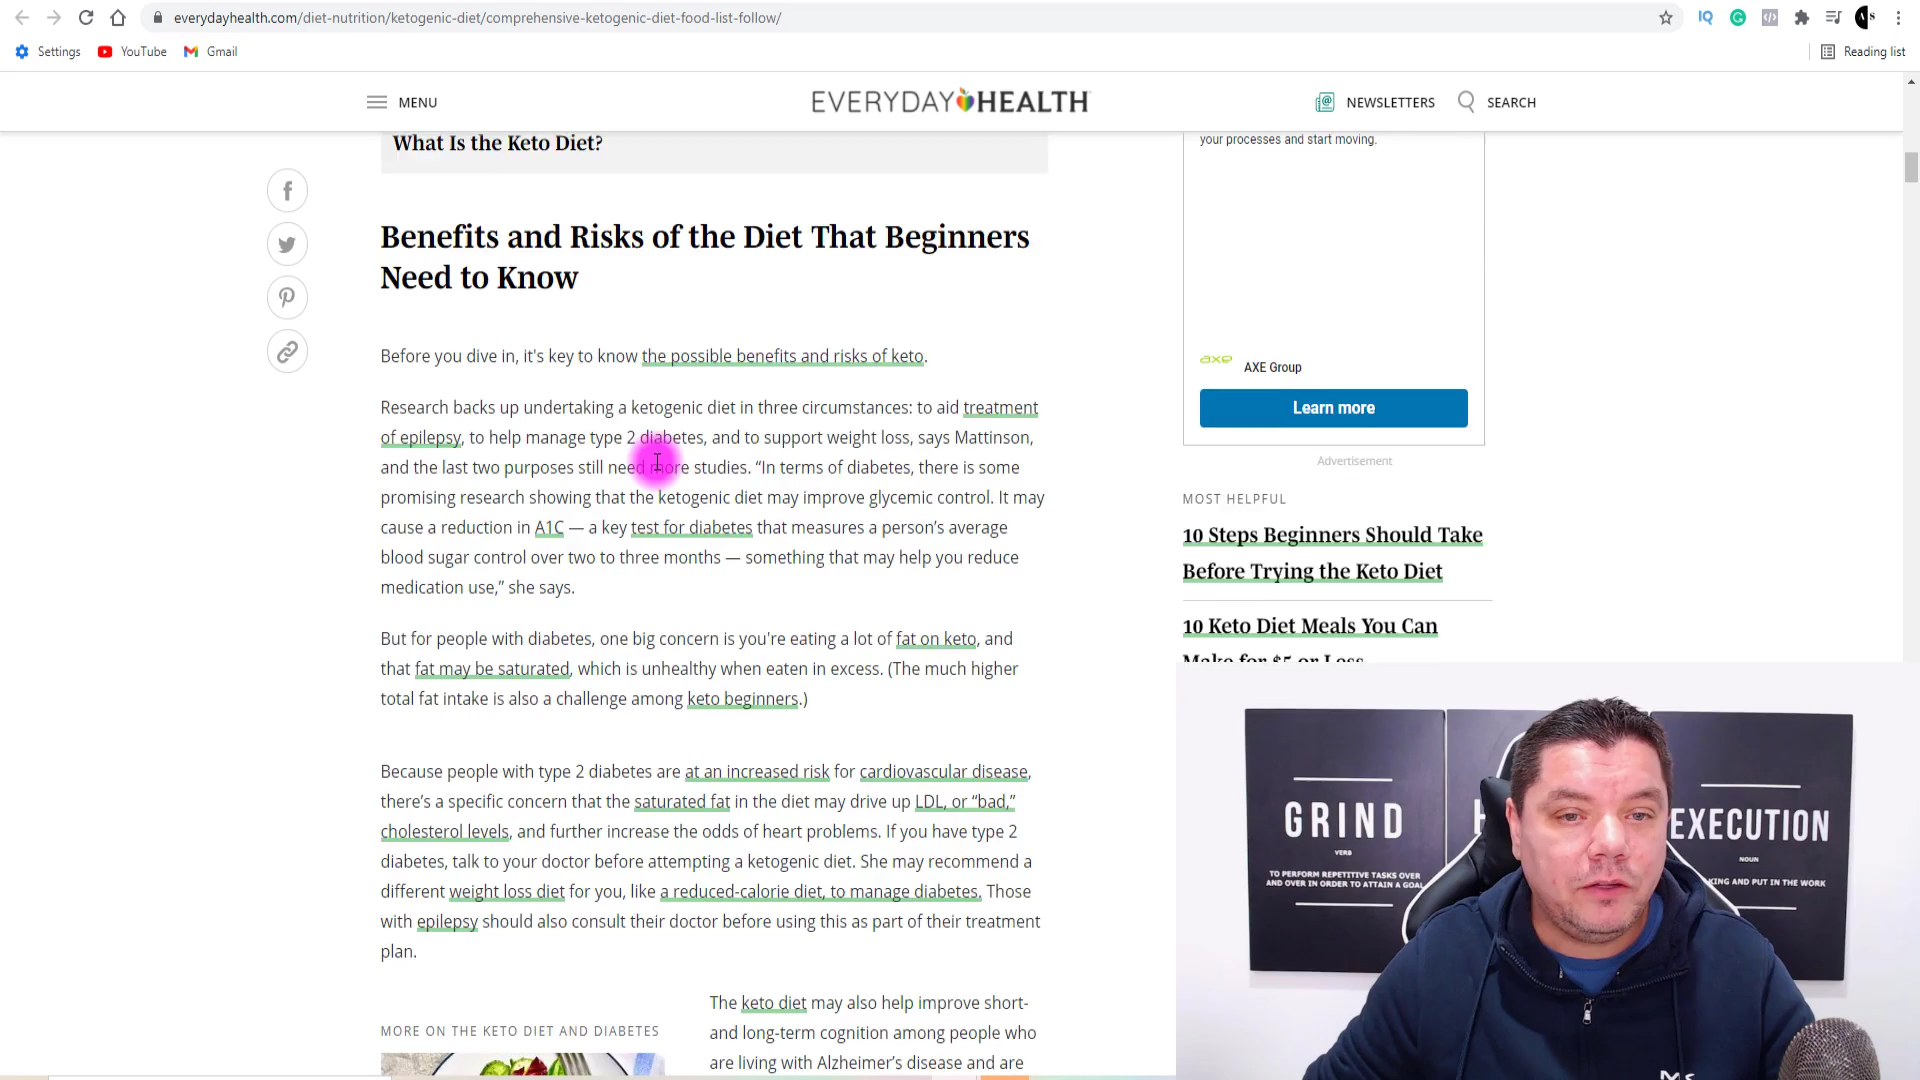 everydayhealth.com/diet-nutrition/ketogenic-diet/comprehensive-ketogenic-diet-food-list-follow/
Settings
YouTube
Gmail
Reading list
MENU
EVERYDAY HEALTH
NEWSLETTERS
SEARCH
What Is the Keto Diet?
Benefits and Risks of the Diet That Beginners
Need to Know
Before you dive in, it's key to know the possible benefits and risks of keto.
Research backs up undertaking a ketogenic diet in three circumstances: to aid treatment
of epilepsy, to help manage type 2 diabetes, and to support weight loss, says Mattinson,
and the last two purposes still need more studies. “In terms of diabetes, there is some
promising research showing that the ketogenic diet may improve glycemic control. It may
cause a reduction in A1C — a key test for diabetes that measures a person’s average
blood sugar control over two to three months — something that may help you reduce
medication use,” she says.
But for people with diabetes, one big concern is you're eating a lot of fat on keto, and
that fat may be saturated, which is unhealthy when eaten in excess. (The much higher
total fat intake is also a challenge among keto beginners.)
Because people with type 2 diabetes are at an increased risk for cardiovascular disease,
there’s a specific concern that the saturated fat in the diet may drive up LDL, or “bad,”
cholesterol levels, and further increase the odds of heart problems. If you have type 2
diabetes, talk to your doctor before attempting a ketogenic diet. She may recommend a
different weight loss diet for you, like a reduced-calorie diet, to manage diabetes. Those
with epilepsy should also consult their doctor before using this as part of their treatment
plan.
MORE ON THE KETO DIET AND DIABETES
The keto diet may also help improve short-
and long-term cognition among people who
are living with Alzheimer’s disease and are
your processes and start moving.
axe
AXE Group
Learn more
Advertisement
MOST HELPFUL
10 Steps Beginners Should Take
Before Trying the Keto Diet
10 Keto Diet Meals You Can
Make for $5 or Less
GRIND
VERB
TO PERFORM REPETITIVE TASKS OVER
AND OVER IN ORDER TO ATTAIN A GOAL
H
EXECUTION
NOUN
KING AND PUT IN THE WORK